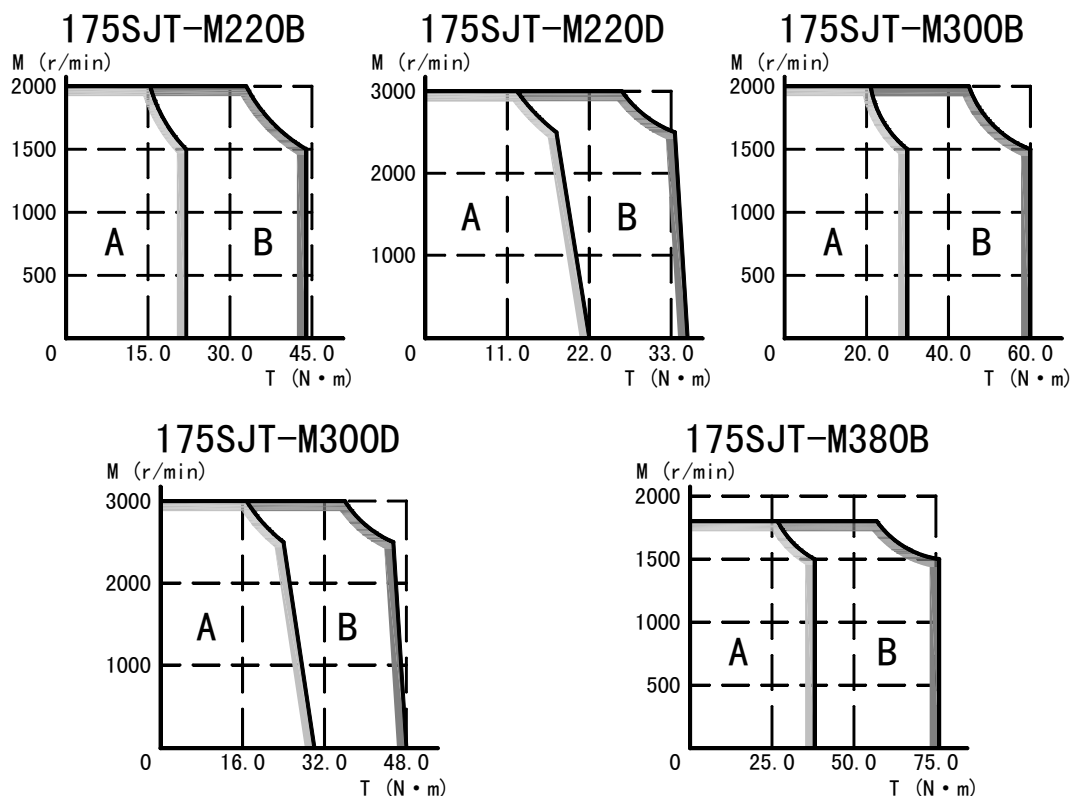 175SJT-M220B
M (r/min)
2000
1500
1000
500
0
A
B
15.0 30.0 45.0
T (N·m)
175SJT-M220D
M (r/min)
3000
2000
1000
0
A
B
11.0 22.0 33.0
T (N·m)
175SJT-M300B
M (r/min)
2000
1500
1000
500
0
A
B
20.0 40.0 60.0
T (N·m)
175SJT-M300D
M (r/min)
3000
2000
1000
0
A
B
16.0 32.0 48.0
T (N·m)
175SJT-M380B
M (r/min)
2000
1500
1000
500
0
A
B
25.0 50.0 75.0
T (N·m)